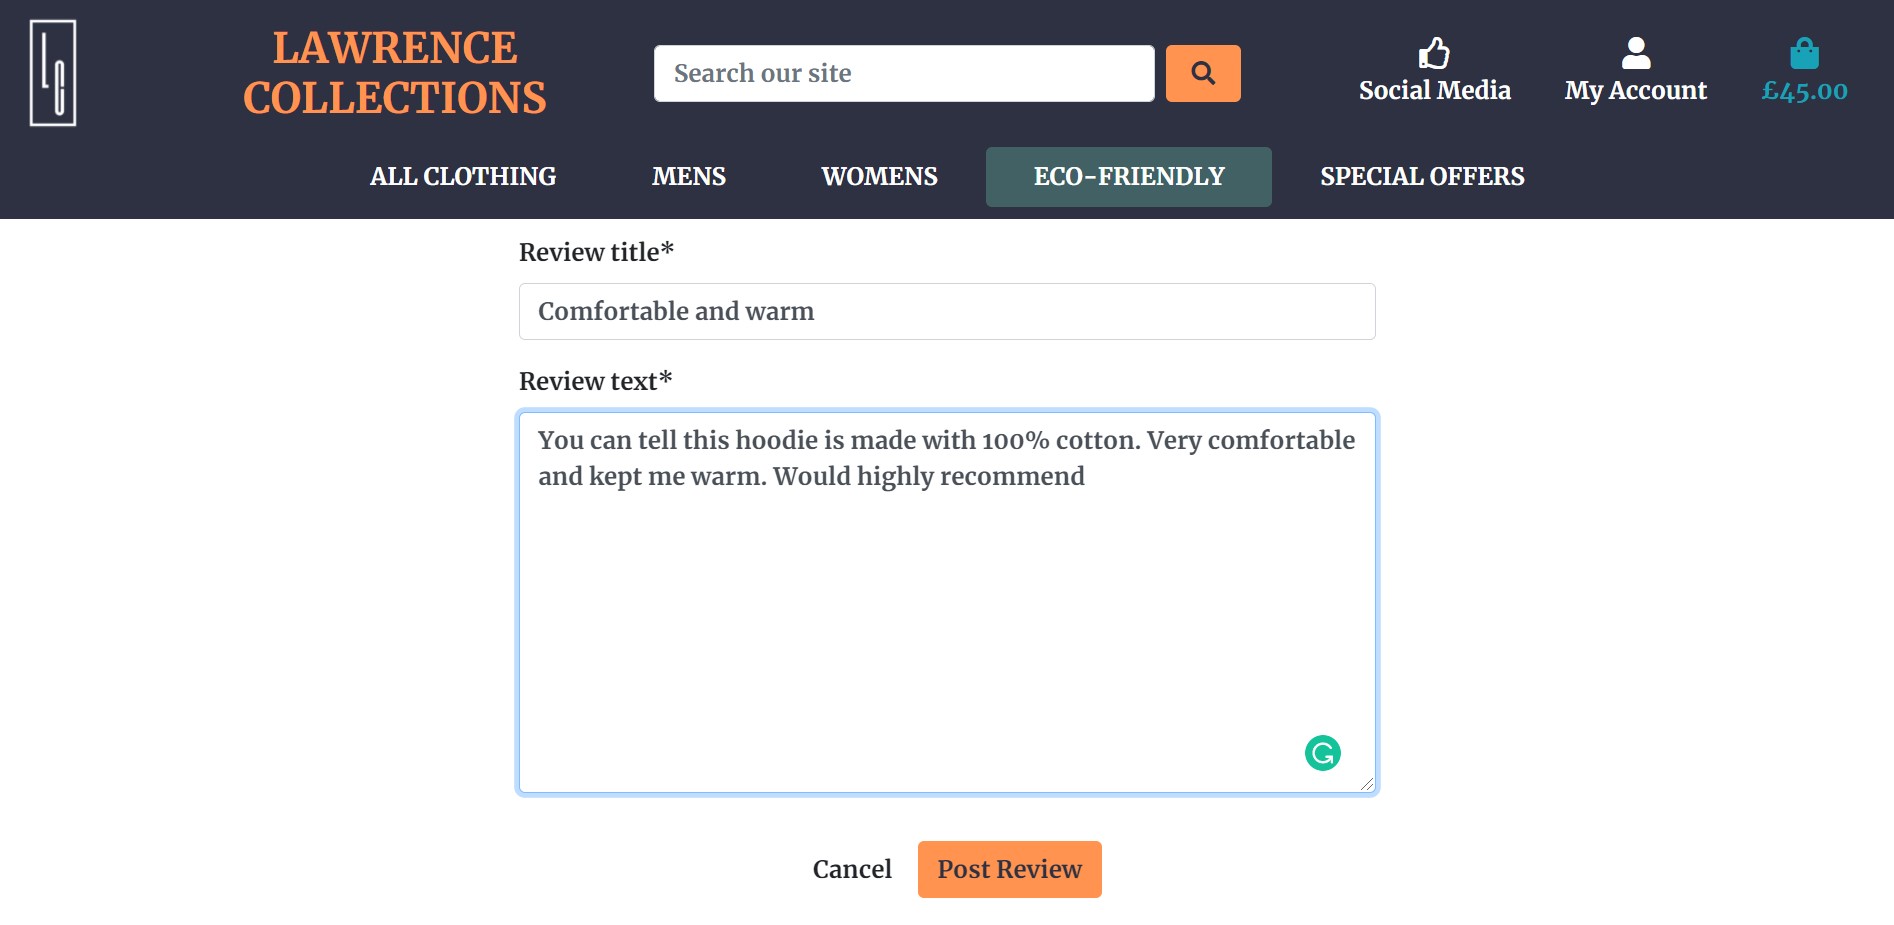 LAWRENCE
COLLECTIONS
Search our site
Social Media
My Account
£45.00
ALL CLOTHING
MENS
WOMENS
ECO-FRIENDLY
SPECIAL OFFERS
Review title*
Comfortable and warm
Review text*
You can tell this hoodie is made with 100% cotton. Very comfortable
and kept me warm. Would highly recommend
Cancel
Post Review